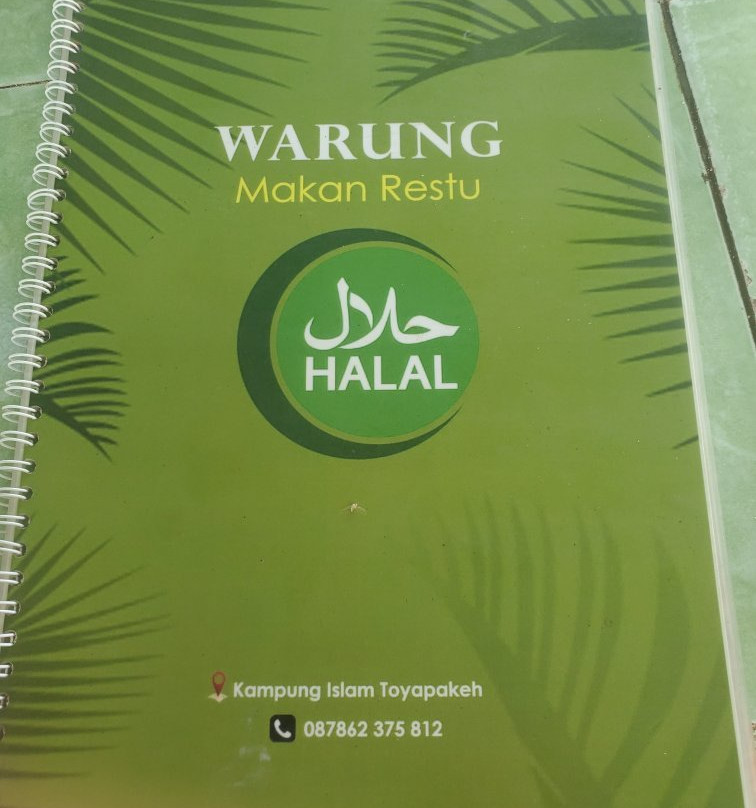 WARUNG
Makan Restu
حلال
HALAL
Kampung Islam Toyapakeh
087862 375 812